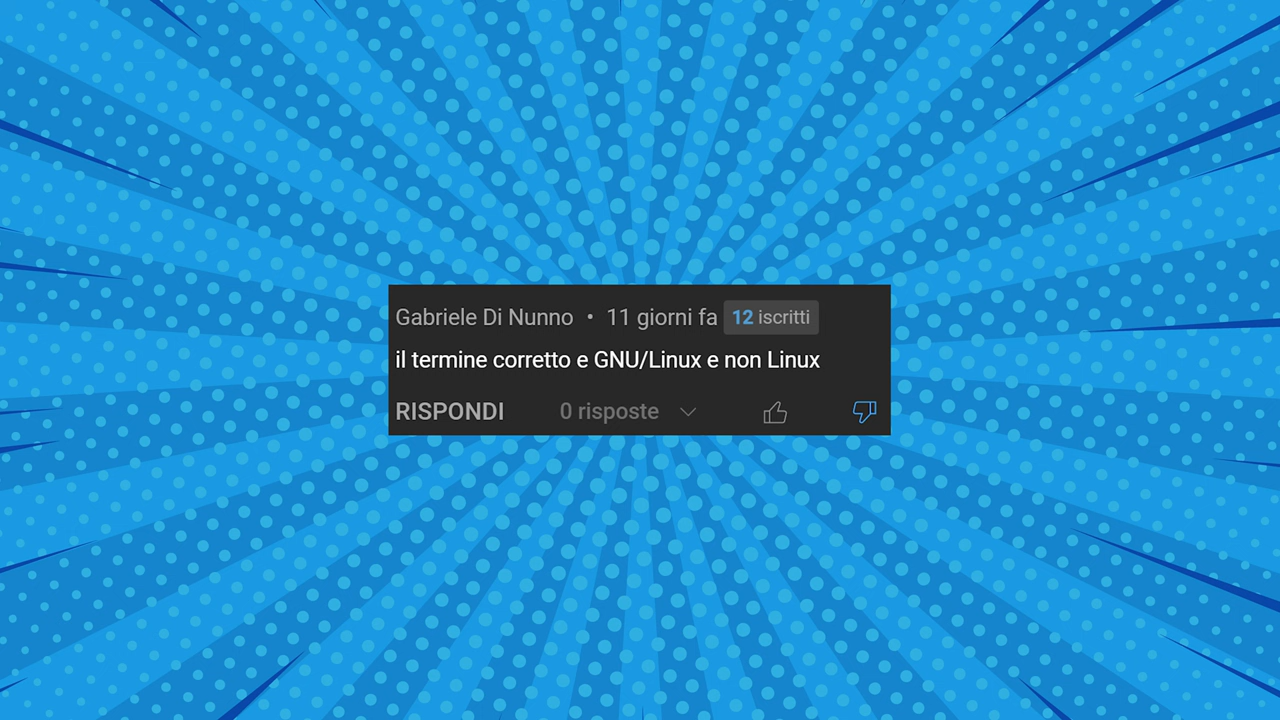 Gabriele Di Nunno • 11 giorni fa 12 iscritti
il termine corretto e GNU/Linux e non Linux
RISPONDI 0 risposte